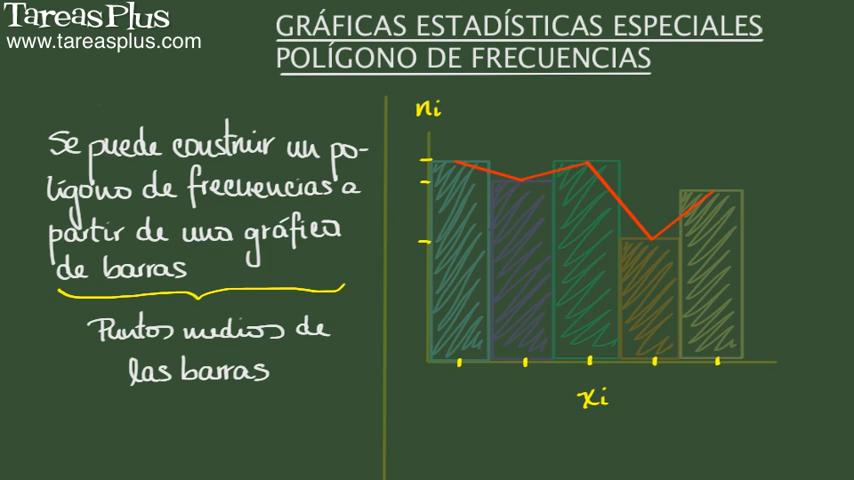 TareasPlus
www.tareasplus.com
GRÁFICAS ESTADÍSTICAS ESPECIALES
POLÍGONO DE FRECUENCIAS
Se puede construir un po-
lígono de frecuencias a
partir de una gráfica
de barras
Puntos medios de
las barras
ni
xi